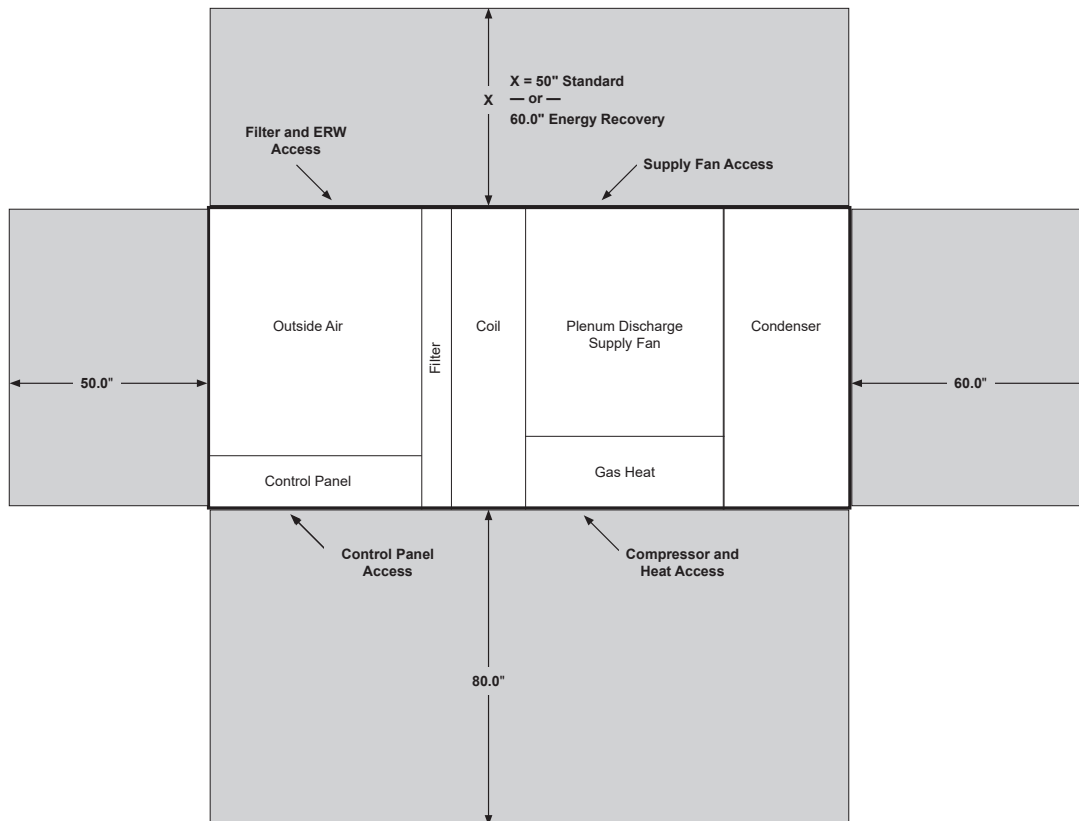 X = 50" Standard
X
— or —
60.0" Energy Recovery
Filter and ERW
Access
Supply Fan Access
Outside Air
Filter
Coil
Plenum Discharge
Supply Fan
Condenser
50.0"
60.0"
Control Panel
Gas Heat
Control Panel
Access
Compressor and
Heat Access
80.0"